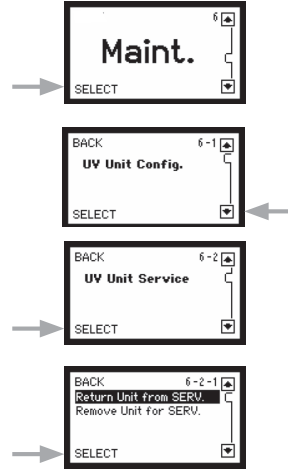 6
Maint.
SELECT
BACK 6-1
UV Unit Config.
SELECT
BACK 6-2
UV Unit Service
SELECT
BACK 6-2-1
Return Unit from SERV.
Remove Unit for SERV.
SELECT